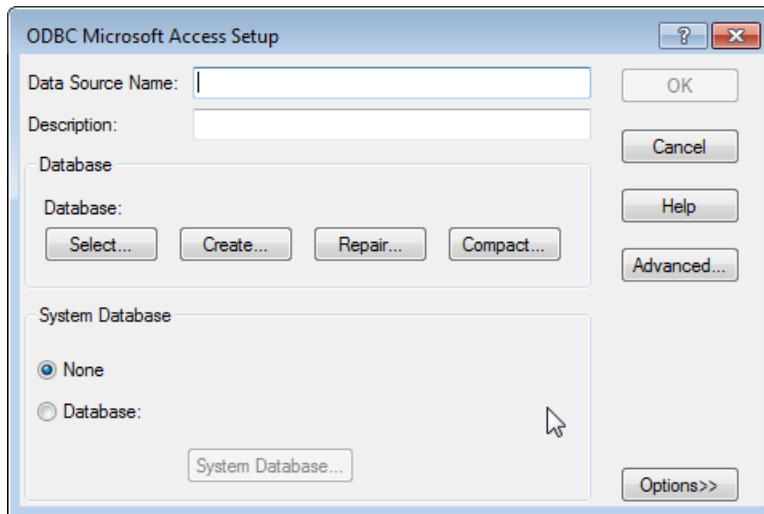 ODBC Microsoft Access Setup
Data Source Name:
OK
Description:
Cancel
Database
Database:
Help
Select... Create... Repair... Compact...
Advanced...
System Database
None
Database:
System Database...
Options>>